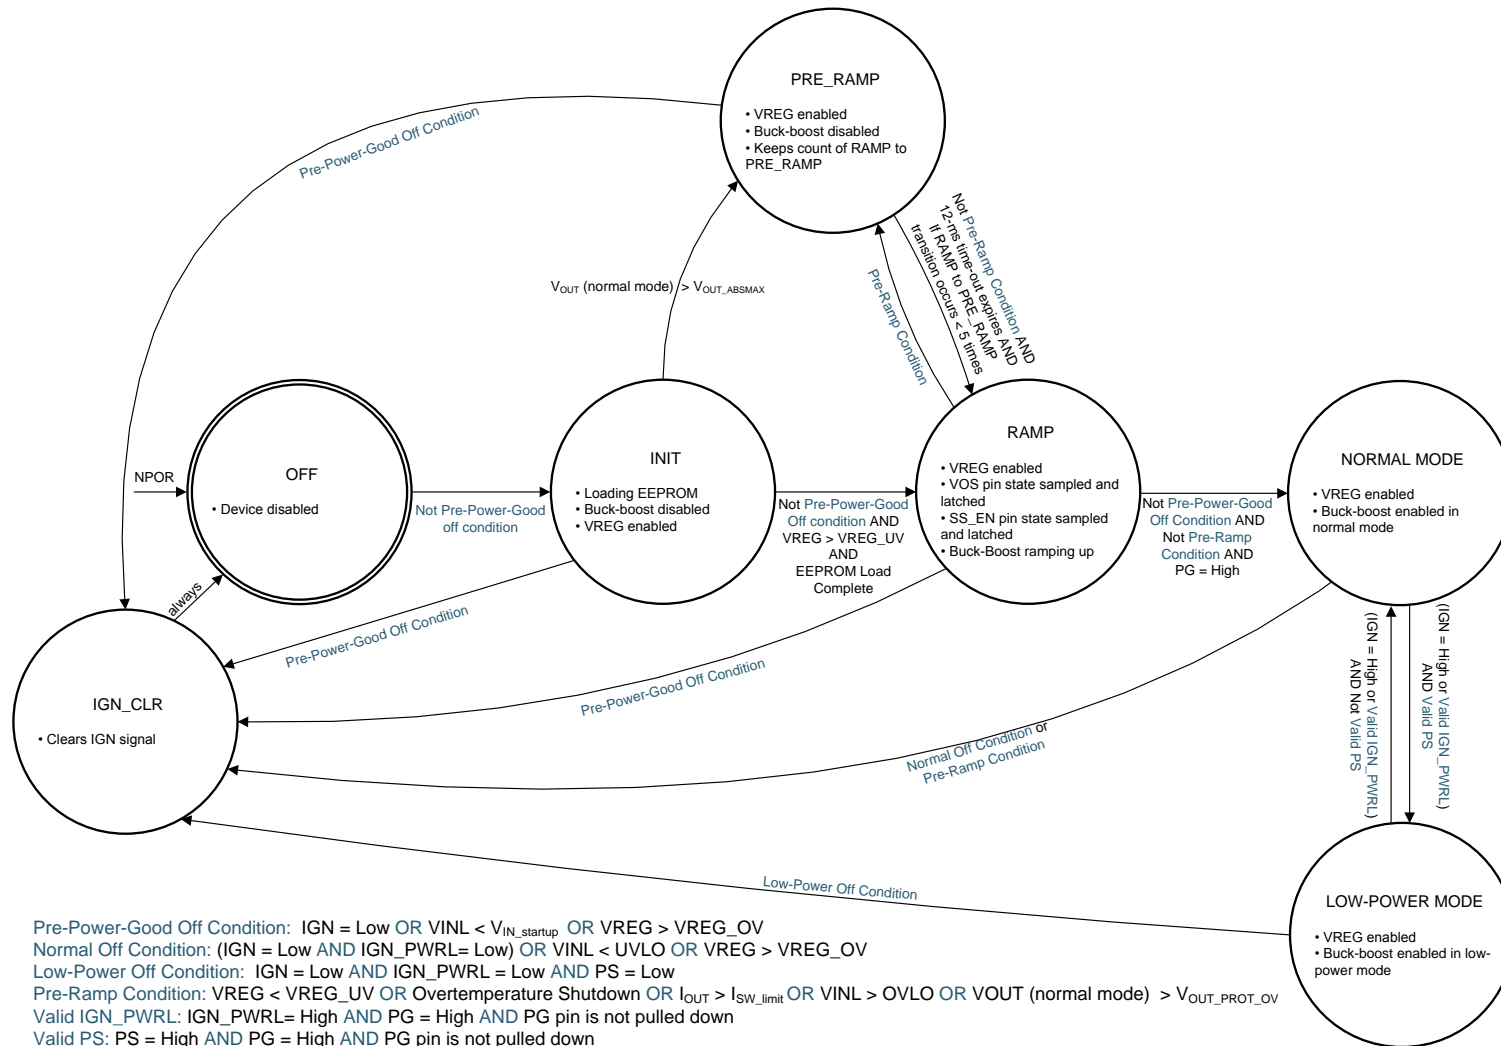 PRE_RAMP
• VREG enabled
• Buck-boost disabled
• Keeps count of RAMP to
PRE_RAMP
Pre-Power-Good Off Condition
Not Pre-Ramp Condition AND
12-ms time-out expires AND
If RAMP to PRE_RAMP
transition occurs < 5 times
Pre-Ramp Condition
VOUT (normal mode) > VOUT_ABSMAX
OFF
• Device disabled
NPOR
Not Pre-Power-Good
off condition
INIT
• Loading EEPROM
• Buck-boost disabled
• VREG enabled
Not Pre-Power-Good
Off condition AND
VREG > VREG_UV
AND
EEPROM Load
Complete
RAMP
• VREG enabled
• VOS pin state sampled and
latched
• SS_EN pin state sampled
and latched
• Buck-Boost ramping up
Not Pre-Power-Good
Off Condition AND
Not Pre-Ramp
Condition AND
PG = High
NORMAL MODE
• VREG enabled
• Buck-boost enabled in
normal mode
always
Pre-Power-Good Off Condition
Pre-Power-Good Off Condition
Normal Off Condition or
Pre-Ramp Condition
(IGN = High or Valid IGN_PWRL)
AND Not Valid PS
(IGN = High or Valid IGN_PWRL)
AND Valid PS
IGN_CLR
• Clears IGN signal
Low-Power Off Condition
LOW-POWER MODE
• VREG enabled
• Buck-boost enabled in low-
power mode
Pre-Power-Good Off Condition: IGN = Low OR VINL < VIN_startup OR VREG > VREG_OV
Normal Off Condition: (IGN = Low AND IGN_PWRL= Low) OR VINL < UVLO OR VREG > VREG_OV
Low-Power Off Condition: IGN = Low AND IGN_PWRL = Low AND PS = Low
Pre-Ramp Condition: VREG < VREG_UV OR Overtemperature Shutdown OR IOUT > ISW_limit OR VINL > OVLO OR VOUT (normal mode) > VOUT_PROT_OV
Valid IGN_PWRL: IGN_PWRL= High AND PG = High AND PG pin is not pulled down
Valid PS: PS = High AND PG = High AND PG pin is not pulled down